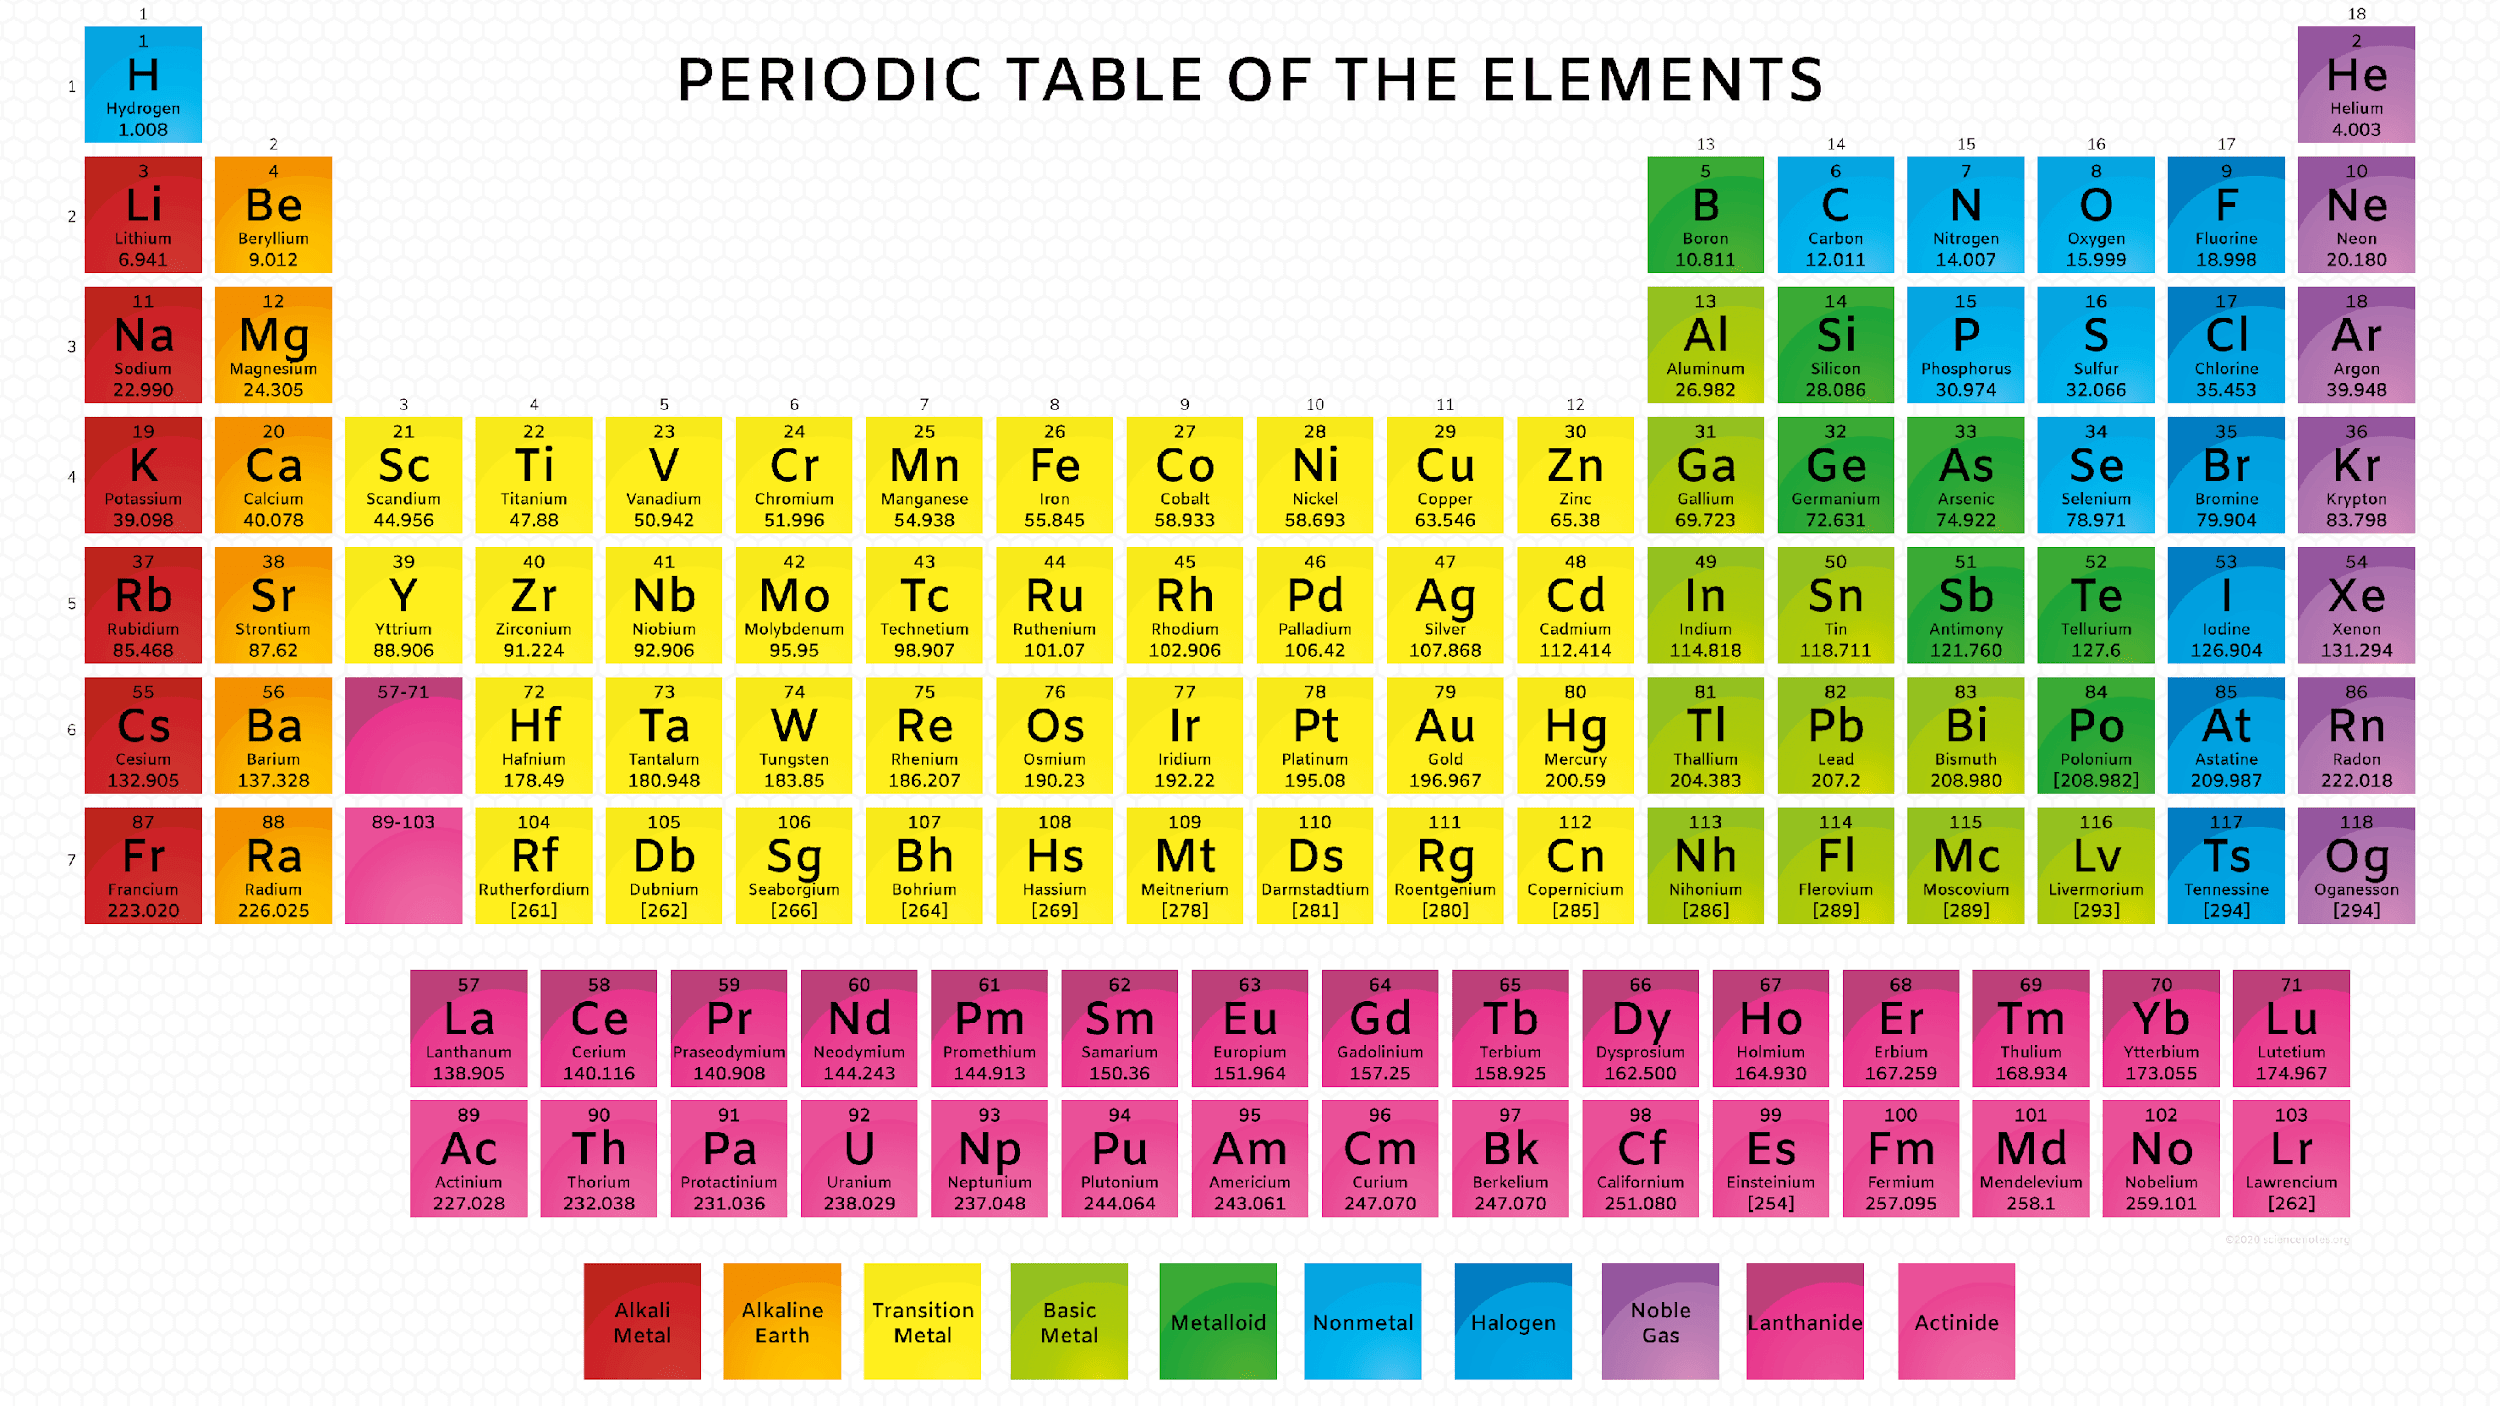 1 18
1 2
H PERIODIC TABLE OF THE ELEMENTS He
1
Hydrogen Helium
1.008 4.003
2 13 14 15 16 17
3 4 5 6 7 8 9 10
Li Be B C N O F Ne
2
Lithium Beryllium Boron Carbon Nitrogen Oxygen Fluorine Neon
6.941 9.012 10.811 12.011 14.007 15.999 18.998 20.180
11 12 13 14 15 16 17 18
Na Mg Al Si P S Cl Ar
3
Sodium Magnesium Aluminum Silicon Phosphorus Sulfur Chlorine Argon
22.990 24.305 26.982 28.086 30.974 32.066 35.453 39.948
3 4 5 6 7 8 9 10 11 12
19 20 21 22 23 24 25 26 27 28 29 30 31 32 33 34 35 36
K Ca Sc Ti V Cr Mn Fe Co Ni Cu Zn Ga Ge As Se Br Kr
4
Potassium Calcium Scandium Titanium Vanadium Chromium Manganese Iron Cobalt Nickel Copper Zinc Gallium Germanium Arsenic Selenium Bromine Krypton
39.098 40.078 44.956 47.88 50.942 51.996 54.938 55.845 58.933 58.693 63.546 65.38 69.723 72.631 74.922 78.971 79.904 83.798
37 38 39 40 41 42 43 44 45 46 47 48 49 50 51 52 53 54
Rb Sr Y Zr Nb Mo Tc Ru Rh Pd Ag Cd In Sn Sb Te I Xe
5
Rubidium Strontium Yttrium Zirconium Niobium Molybdenum Technetium Ruthenium Rhodium Palladium Silver Cadmium Indium Tin Antimony Tellurium Iodine Xenon
85.468 87.62 88.906 91.224 92.906 95.95 98.907 101.07 102.906 106.42 107.868 112.414 114.818 118.711 121.760 127.6 126.904 131.294
55 56 57-71 72 73 74 75 76 77 78 79 80 81 82 83 84 85 86
Cs Ba Hf Ta W Re Os Ir Pt Au Hg Tl Pb Bi Po At Rn
6
Cesium Barium Hafnium Tantalum Tungsten Rhenium Osmium Iridium Platinum Gold Mercury Thallium Lead Bismuth Polonium Astatine Radon
132.905 137.328 178.49 180.948 183.85 186.207 190.23 192.22 195.08 196.967 200.59 204.383 207.2 208.980 [208.982] 209.987 222.018
87 88 89-103 104 105 106 107 108 109 110 111 112 113 114 115 116 117 118
Fr Ra Rf Db Sg Bh Hs Mt Ds Rg Cn Nh Fl Mc Lv Ts Og
7
Francium Radium Rutherfordium Dubnium Seaborgium Bohrium Hassium Meitnerium Darmstadtium Roentgenium Copernicium Nihonium Flerovium Moscovium Livermorium Tennessine Oganesson
223.020 226.025 [261] [262] [266] [264] [269] [278] [281] [280] [285] [286] [289] [289] [293] [294] [294]
57 58 59 60 61 62 63 64 65 66 67 68 69 70 71
La Ce Pr Nd Pm Sm Eu Gd Tb Dy Ho Er Tm Yb Lu
Lanthanum Cerium Praseodymium Neodymium Promethium Samarium Europium Gadolinium Terbium Dysprosium Holmium Erbium Thulium Ytterbium Lutetium
138.905 140.116 140.908 144.243 144.913 150.36 151.964 157.25 158.925 162.500 164.930 167.259 168.934 173.055 174.967
89 90 91 92 93 94 95 96 97 98 99 100 101 102 103
Ac Th Pa U Np Pu Am Cm Bk Cf Es Fm Md No Lr
Actinium Thorium Protactinium Uranium Neptunium Plutonium Americium Curium Berkelium Californium Einsteinium Fermium Mendelevium Nobelium Lawrencium
227.028 232.038 231.036 238.029 237.048 244.064 243.061 247.070 247.070 251.080 [254] 257.095 258.1 259.101 [262]
©2020 sciencenotes.org
Alkali Alkaline Transition Basic Metalloid Nonmetal Halogen Noble Lanthanide Actinide
Metal Earth Metal Metal Gas